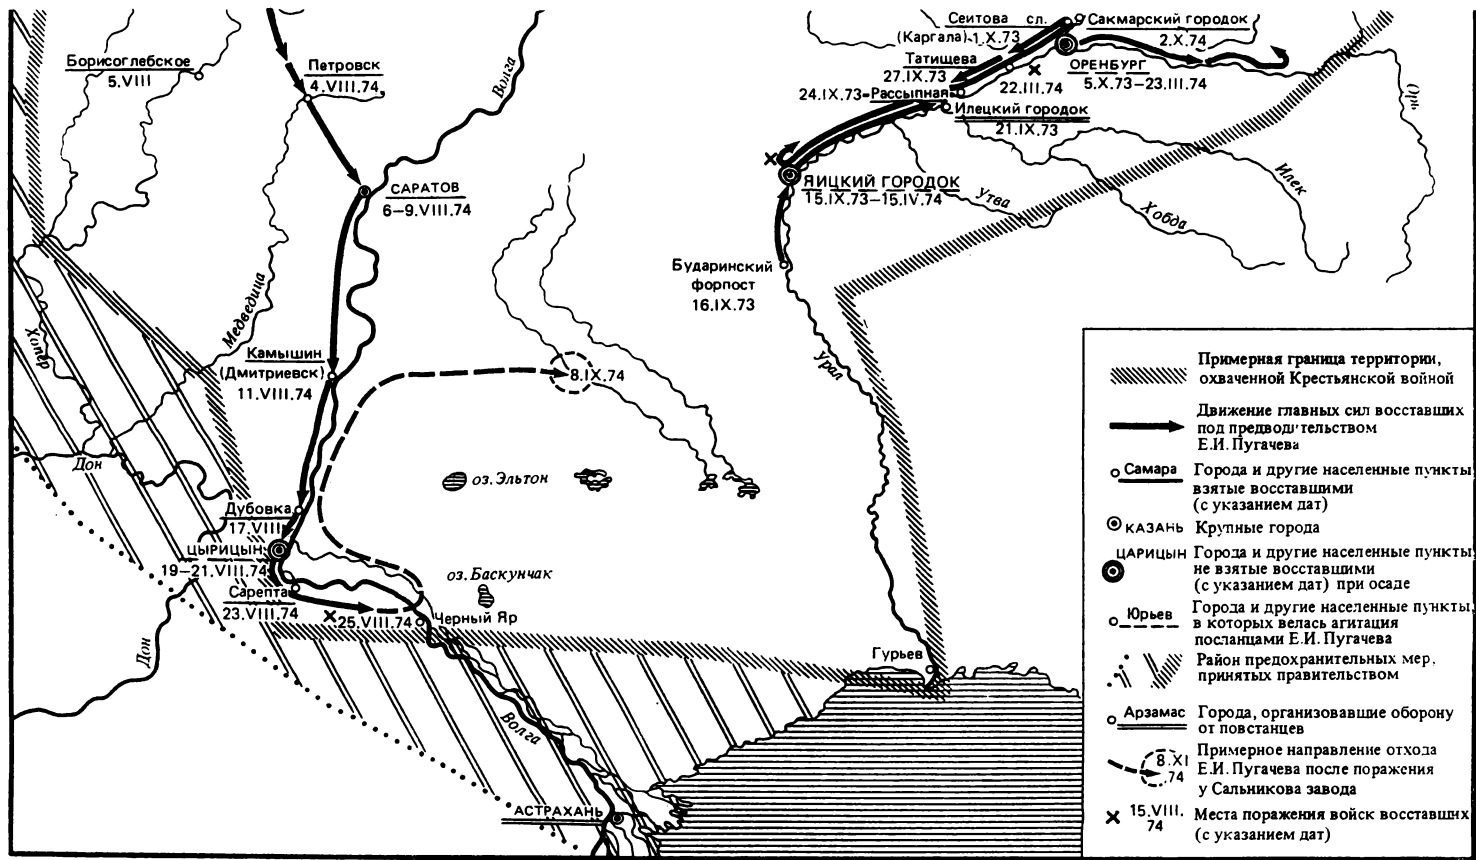 Борисоглебское
5.VIII
Петровск
4.VIII.74
Волга
САРАТОВ
6–9.VIII.74
Медведица
Хопер
Камышин
(Дмитриевск)
11.VIII.74
8.IX.74
Дон
оз. Эльтон
Дубовка
17.VIII
ЦЫРИЦЫН
19–21.VIII.74
Сарепта
23.VIII.74
25.VIII.74
оз. Баскунчак
Черный Яр
Дон
Волга
АСТРАХАНЬ
Сеитова сл.
(Каргала)
1.X.73
Сакмарский городок
2.X.74
Татищева
27.IX.73
22.III.74
ОРЕНБУРГ
5.X.73–23.III.74
24.IX.73
Рассыпная
Илецкий городок
21.IX.73
Ори
ЯИЦКИЙ ГОРОДОК
15.IX.73–15.IV.74
Утва
Хобда
Илек
Бударинский
форпост
16.IX.73
Урал
Гурьев
Примерная граница территории,
охваченной Крестьянской войной
Движение главных сил восставших
под предводительством
Е.И. Пугачева
Самара
Города и другие населенные пункты
взятые восставшими
(с указанием дат)
КАЗАНЬ
Крупные города
ЦАРИЦЫН
Города и другие населенные пункты
не взятые восставшими
(с указанием дат) при осаде
Юрьев
Города и другие населенные пункты,
в которых велась агитация
посланцами Е.И. Пугачева
Район предохранительных мер,
принятых правительством
Арзамас
Города, организовавшие оборону
от повстанцев
8.XI
.74
Примерное направление отхода
Е.И. Пугачева после поражения
у Сальникова завода
15.VIII.
74
Места поражения войск восставших
(с указанием дат)